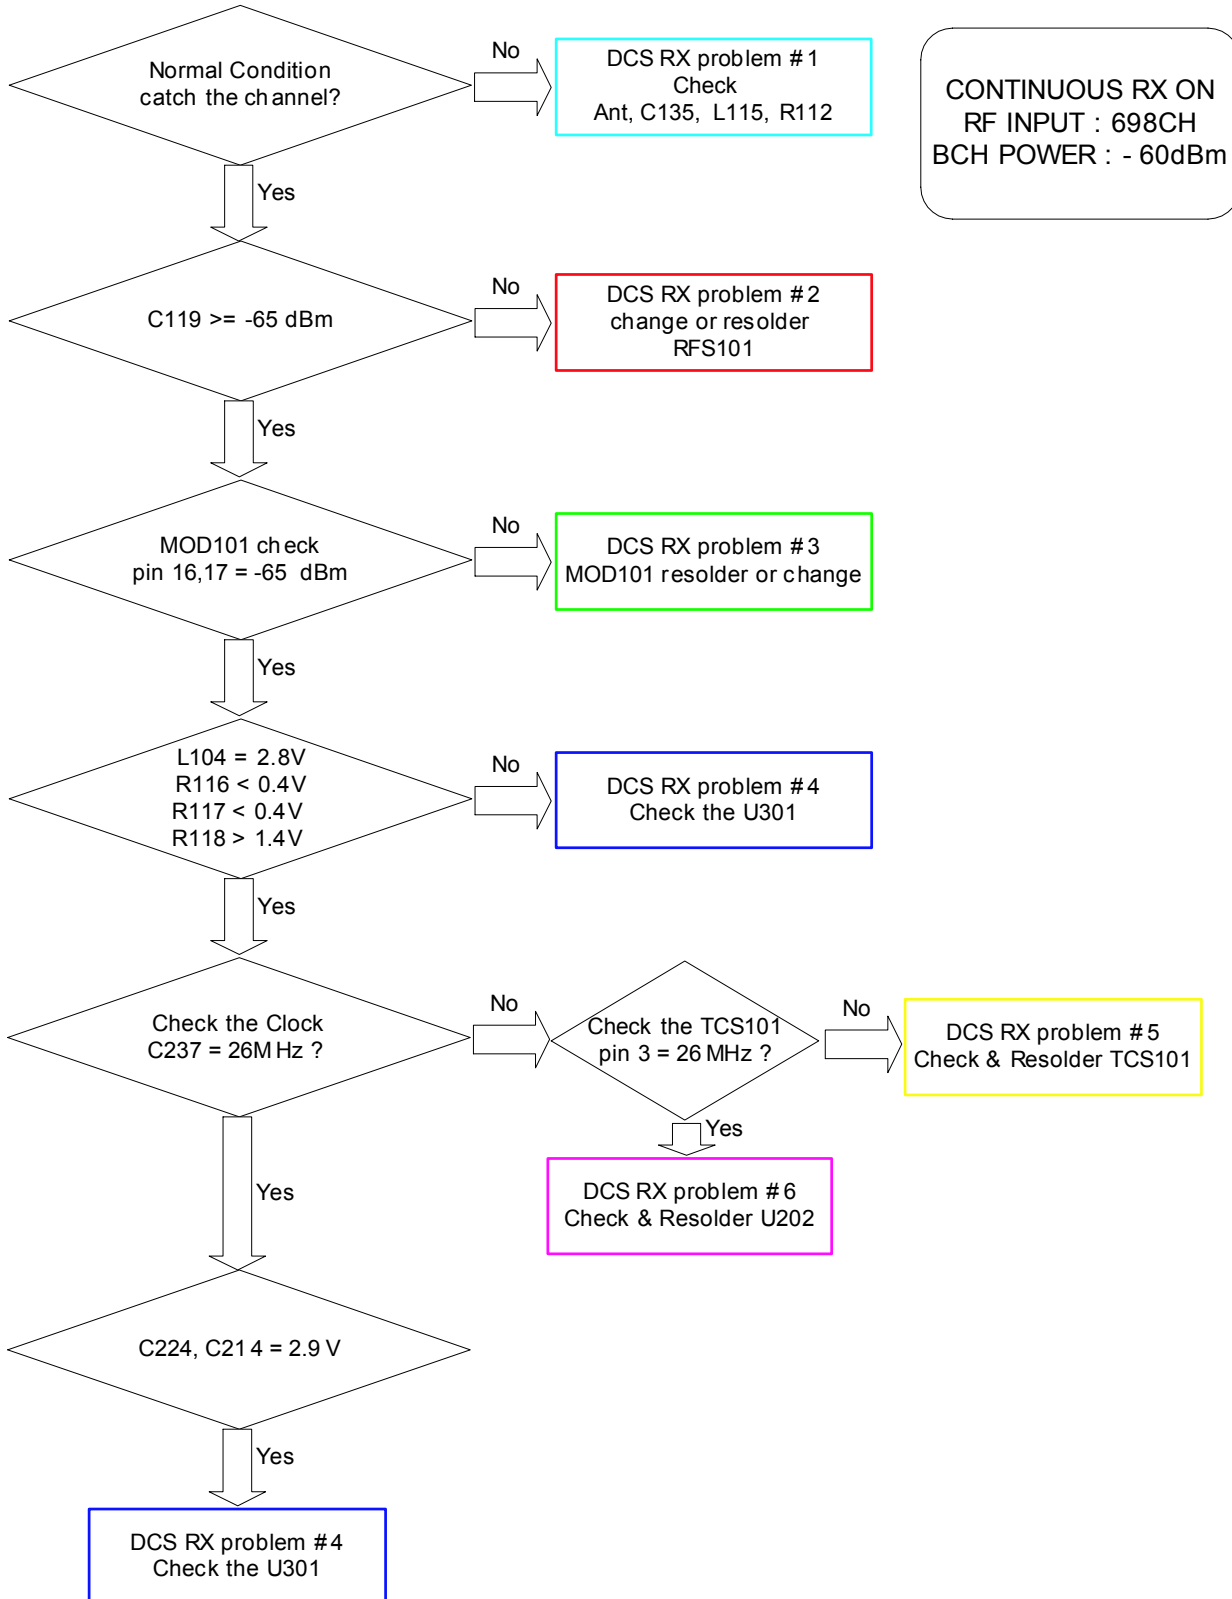 Normal Condition
catch the channel?
No
DCS RX problem #1
Check
Ant, C135, L115, R112
CONTINUOUS RX ON
RF INPUT : 698CH
BCH POWER : -60dBm
Yes
C119 >= -65 dBm
No
DCS RX problem #2
change or resolder
RFS101
Yes
MOD101 check
pin 16,17 = -65 dBm
No
DCS RX problem #3
MOD101 resolder or change
Yes
L104 = 2.8V
R116 < 0.4V
R117 < 0.4V
R118 > 1.4V
No
DCS RX problem #4
Check the U301
Yes
Check the Clock
C237 = 26MHz ?
No
Check the TCS101
pin 3 = 26MHz ?
No
DCS RX problem #5
Check & Resolder TCS101
Yes
DCS RX problem #6
Check & Resolder U202
Yes
C224, C214 = 2.9 V
Yes
DCS RX problem #4
Check the U301